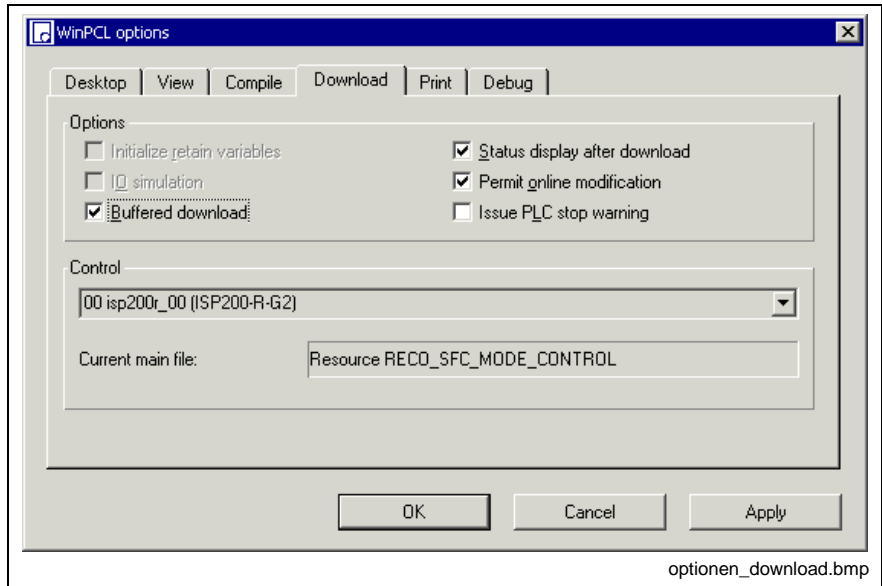 WinPCL options
Desktop View Compile Download Print Debug
Options
Initialize retain variables
IO simulation
Buffered download
Status display after download
Permit online modification
Issue PLC stop warning
Control
00 isp200r_00 (ISP200-R-G2)
Current main file: Resource RECO_SFC_MODE_CONTROL
OK Cancel Apply
optionen_download.bmp